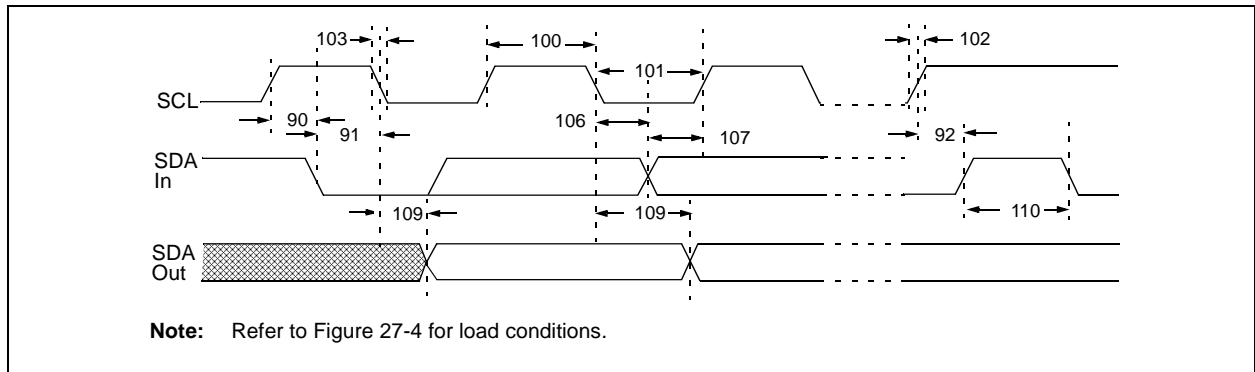 103
100
102
101
SCL
90
91
106
107
92
SDA
In
109
109
110
SDA
Out
Note: Refer to Figure 27-4 for load conditions.